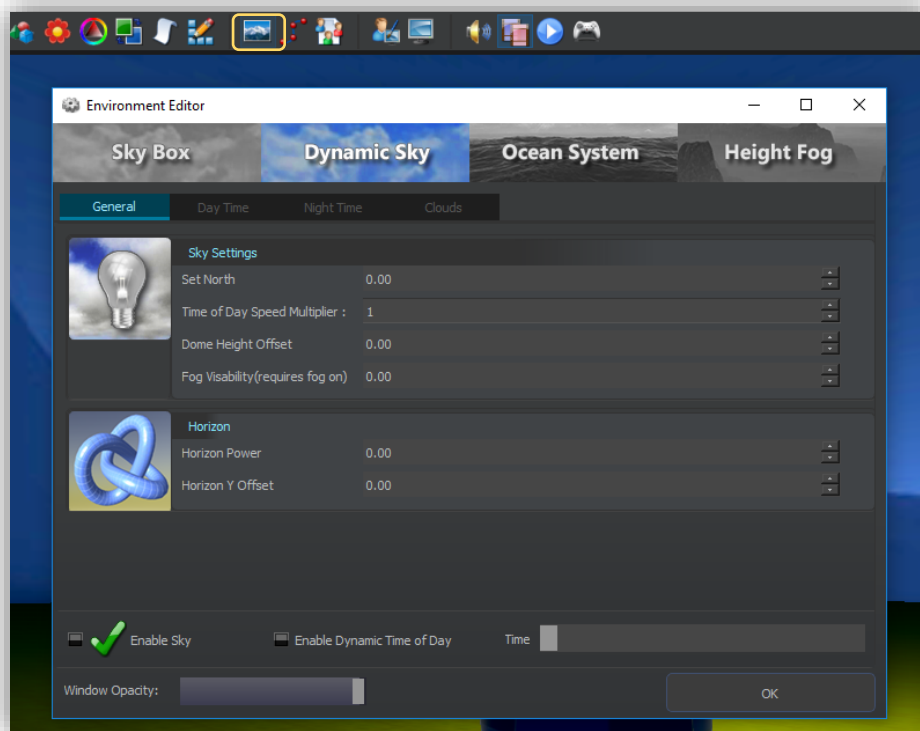 Environment Editor
Sky Box Dynamic Sky Ocean System Height Fog
General Day Time Night Time Clouds
Sky Settings
Set North 0.00
Time of Day Speed Multiplier : 1
Dome Height Offset 0.00
Fog Visability(requires fog on) 0.00
Horizon
Horizon Power 0.00
Horizon Y Offset 0.00
Enable Sky Enable Dynamic Time of Day Time
Window Opacity: OK